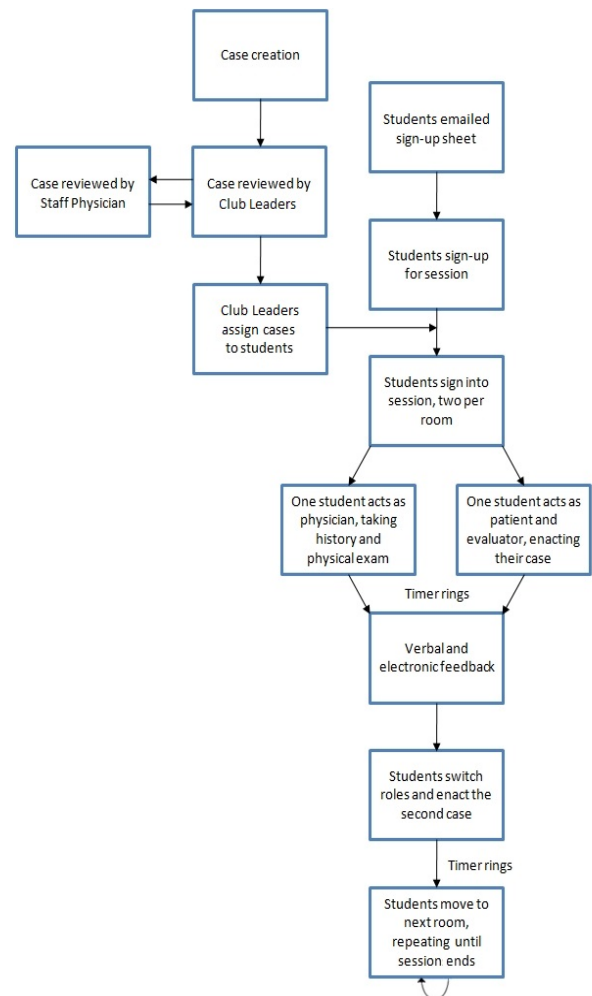 Case creation
Students emailed
sign-up sheet
Case reviewed by
Staff Physician
Case reviewed by
Club Leaders
Students sign-up
for session
Club Leaders
assign cases
to students
Students sign into
session, two per
room
One student acts as
physician, taking
history and
physical exam
One student acts as
patient and
evaluator, enacting
their case
Timer rings
Verbal and
electronic feedback
Students switch
roles and enact the
second case
Timer rings
Students move to
next room,
repeating until
session ends